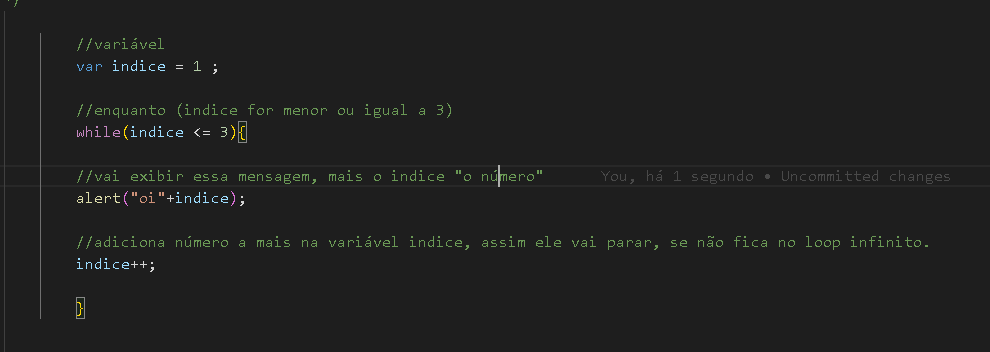 */
//variável
var indice = 1 ;
//enquanto (indice for menor ou igual a 3)
while(indice <= 3){
//vai exibir essa mensagem, mais o indice "o número" You, há 1 segundo • Uncommitted changes
alert("oi"+indice);
//adiciona número a mais na variável indice, assim ele vai parar, se não fica no loop infinito.
indice++;
}